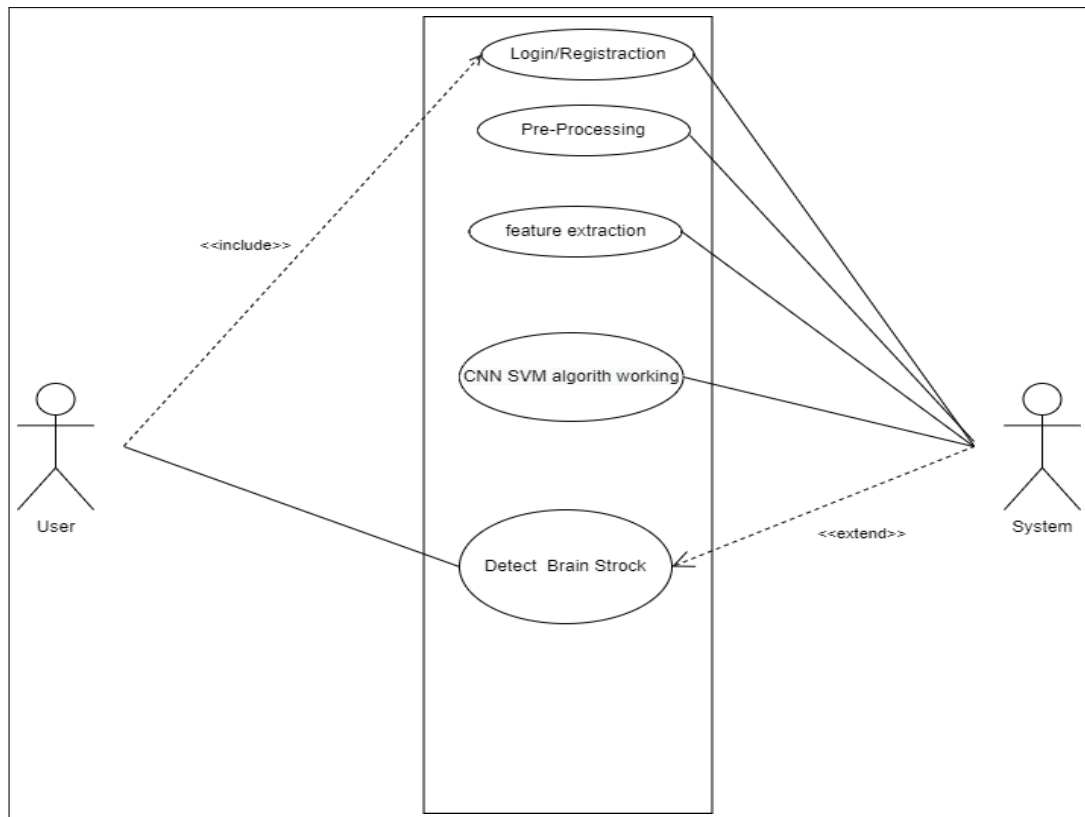 Login/Registraction
Pre-Processing
feature extraction
<<include>>
CNN SVM algorith working
User
System
<<extend>>
Detect  Brain Strock